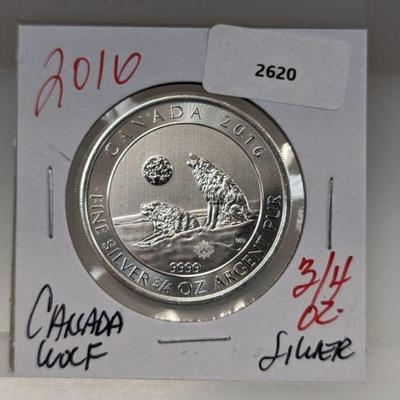 2016
2620
CANADA 2016
FINE SILVER 3/4 OZ ARGENT PUR
9999
CANADA
WOLF
3/4
OZ.
SILVER